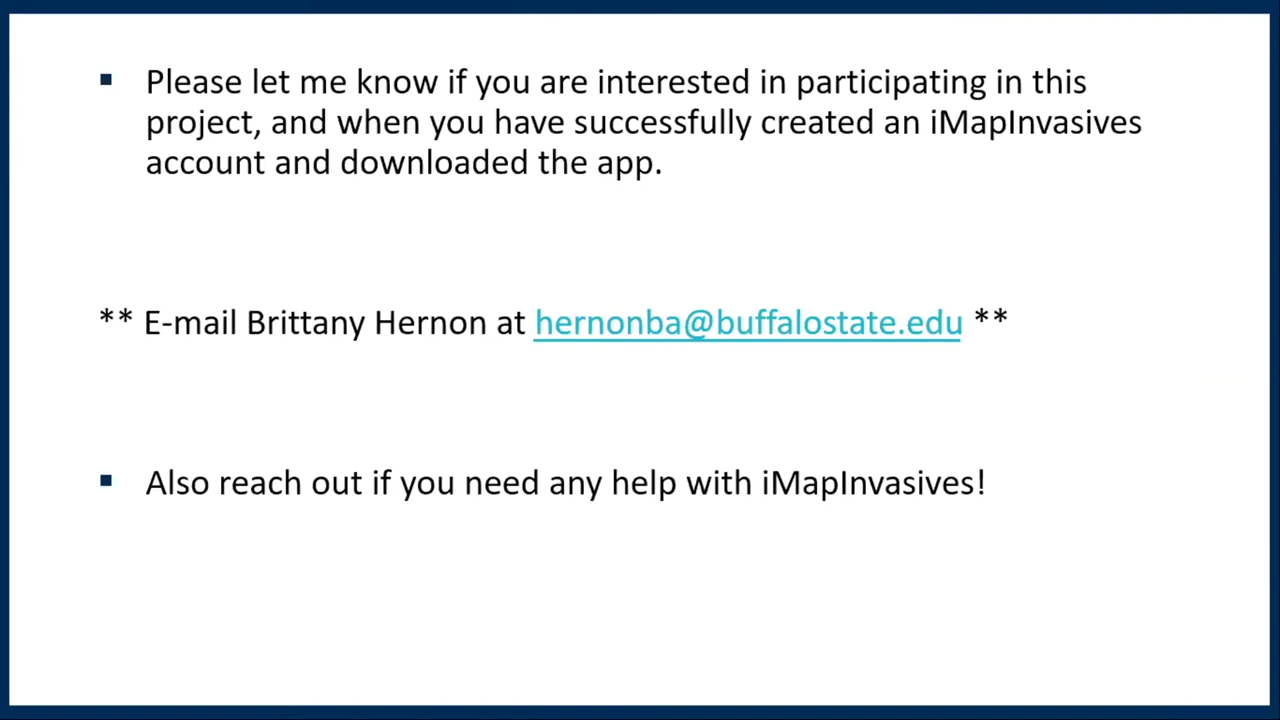 Please let me know if you are interested in participating in this
project, and when you have successfully created an iMapInvasives
account and downloaded the app.
** E-mail Brittany Hernon at hernonba@buffalostate.edu **
Also reach out if you need any help with iMapInvasives!